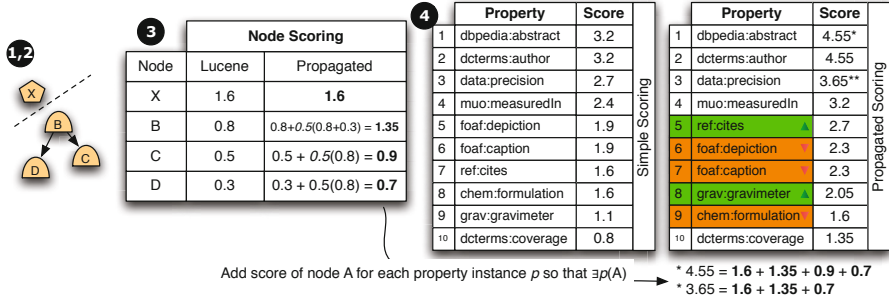 1,2
X
B
D
C
3
Node Scoring
Node Lucene Propagated
X 1.6 1.6
B 0.8 0.8+0.5(0.8+0.3) = 1.35
C 0.5 0.5 + 0.5(0.8) = 0.9
D 0.3 0.3 + 0.5(0.8) = 0.7
4
Property Score
1 dbpedia:abstract 3.2
2 dcterms:author 3.2
3 data:precision 2.7
4 muo:measuredIn 2.4
5 foaf:depiction 1.9
6 foaf:caption 1.9
7 ref:cites 1.6
8 chem:formulation 1.6
9 grav:gravimeter 1.1
10 dcterms:coverage 0.8
Simple Scoring
Property Score
1 dbpedia:abstract 4.55*
2 dcterms:author 4.55
3 data:precision 3.65**
4 muo:measuredIn 3.2
5 ref:cites 2.7
6 foaf:depiction 2.3
7 foaf:caption 2.3
8 grav:gravimeter 2.05
9 chem:formulation 1.6
10 dcterms:coverage 1.35
Propagated Scoring
Add score of node A for each property instance p so that ∃p(A)
* 4.55 = 1.6 + 1.35 + 0.9 + 0.7
* 3.65 = 1.6 + 1.35 + 0.7